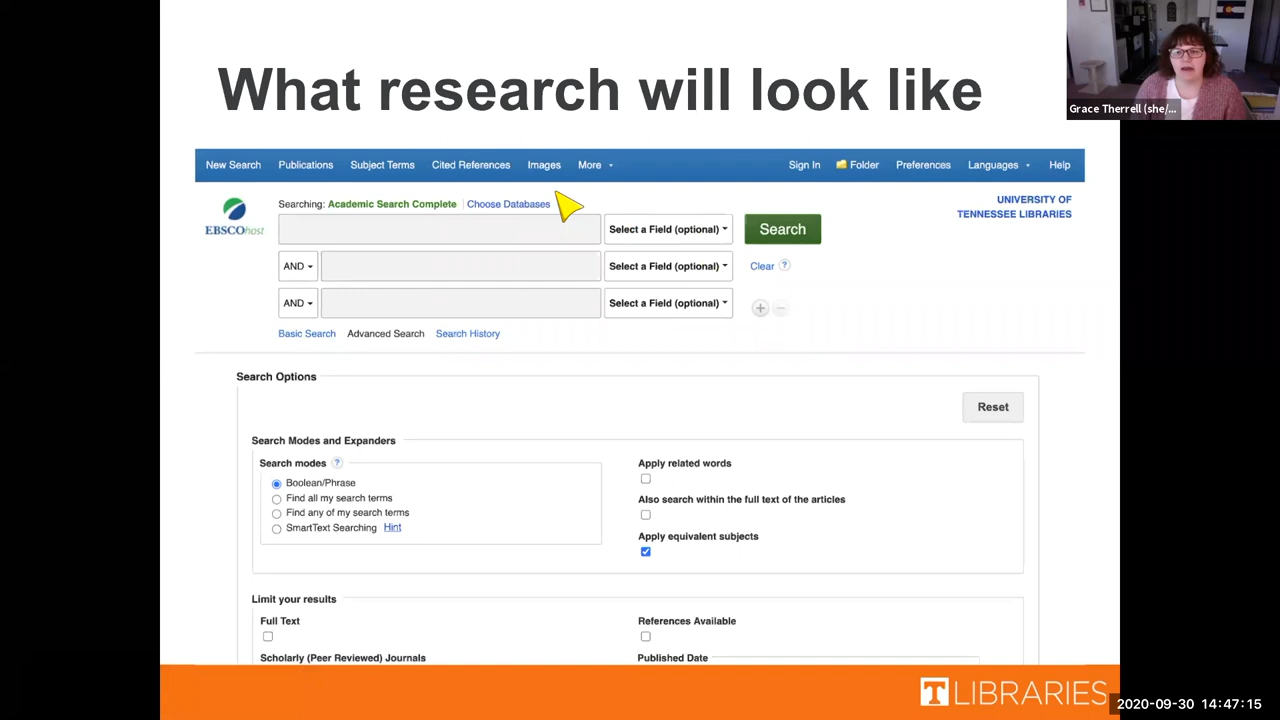 What research will look like
Grace Therrell (she/...
New Search Publications Subject Terms Cited References Images More Sign In Folder Preferences Languages Help
Searching: Academic Search Complete Choose Databases
UNIVERSITY OF
TENNESSEE LIBRARIES
EBSCOhost
Select a Field (optional) Search
AND Select a Field (optional) Clear ?
AND Select a Field (optional)
Basic Search Advanced Search Search History
Search Options
Reset
Search Modes and Expanders
Search modes ?
Boolean/Phrase
Find all my search terms
Find any of my search terms
SmartText Searching Hint
Apply related words
Also search within the full text of the articles
Apply equivalent subjects
Limit your results
Full Text
References Available
Scholarly (Peer Reviewed) Journals
Published Date
T LIBRARIES
2020-09-30 14:47:15